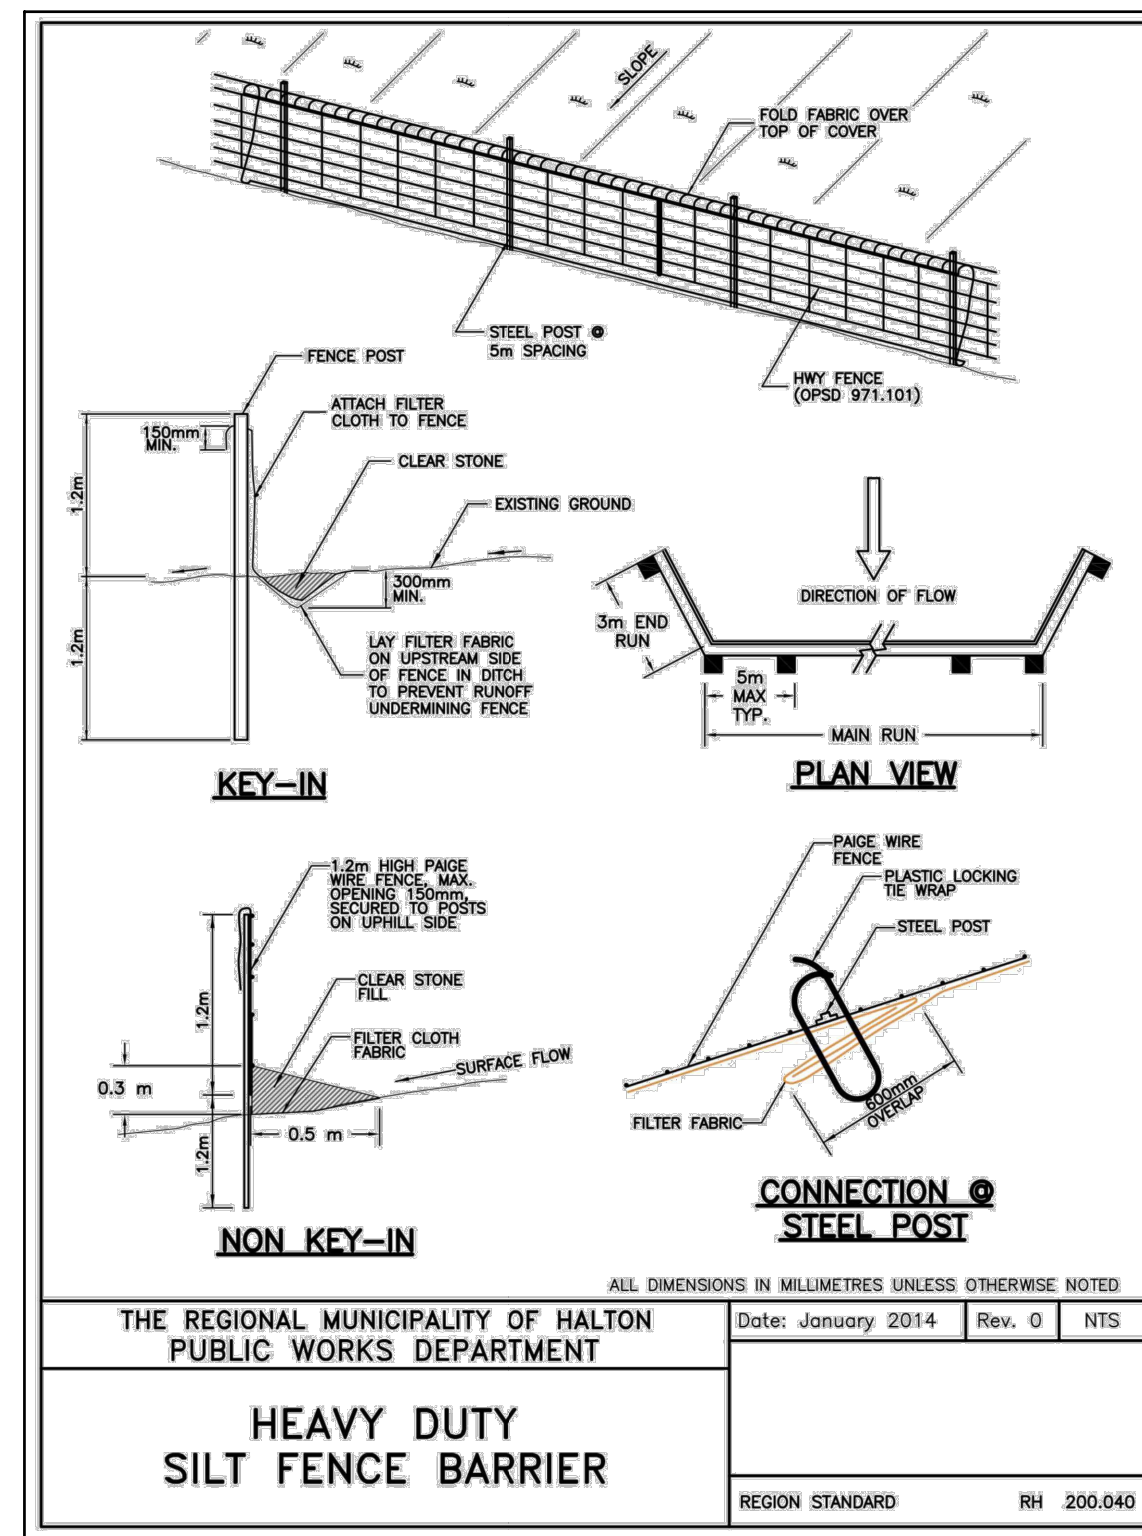 SLOPE
FOLD FABRIC OVER
TOP OF COVER
STEEL POST @
5m SPACING
HWY FENCE
(OPSD 971.101)
FENCE POST
ATTACH FILTER
CLOTH TO FENCE
150mm
MIN.
CLEAR STONE
1.2m
EXISTING GROUND
300mm
MIN.
1.2m
LAY FILTER FABRIC
ON UPSTREAM SIDE
OF FENCE IN DITCH
TO PREVENT RUNOFF
UNDERMINING FENCE
KEY-IN
DIRECTION OF FLOW
3m END
RUN
5m
MAX
TYP.
MAIN RUN
PLAN VIEW
1.2m HIGH PAIGE
WIRE FENCE, MAX.
OPENING 150mm,
SECURED TO POSTS
ON UPHILL SIDE
CLEAR STONE
FILL
1.2m
FILTER CLOTH
FABRIC
SURFACE FLOW
0.3 m
0.5 m
1.2m
NON KEY-IN
PAIGE WIRE
FENCE
PLASTIC LOCKING
TIE WRAP
STEEL POST
600mm
OVERLAP
FILTER FABRIC
CONNECTION @
STEEL POST
ALL DIMENSIONS IN MILLIMETRES UNLESS OTHERWISE NOTED
THE REGIONAL MUNICIPALITY OF HALTON
PUBLIC WORKS DEPARTMENT
Date: January 2014
Rev. 0
NTS
HEAVY DUTY
SILT FENCE BARRIER
REGION STANDARD
RH 200.040